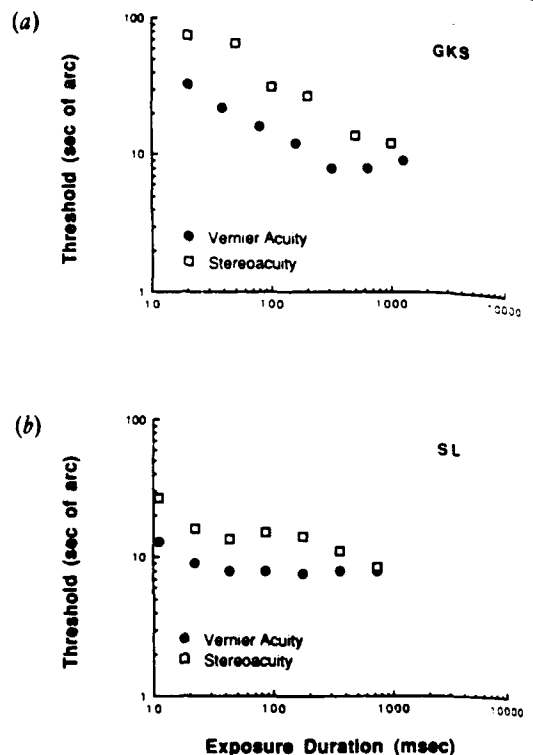 (a)
GKS
Threshold (sec of arc)
100
10
1
Vernier Acuity
Stereoacuity
10
100
1000
10000
(b)
SL
Threshold (sec of arc)
100
10
1
Vernier Acuity
Stereoacuity
10
100
1000
10000
Exposure Duration (msec)